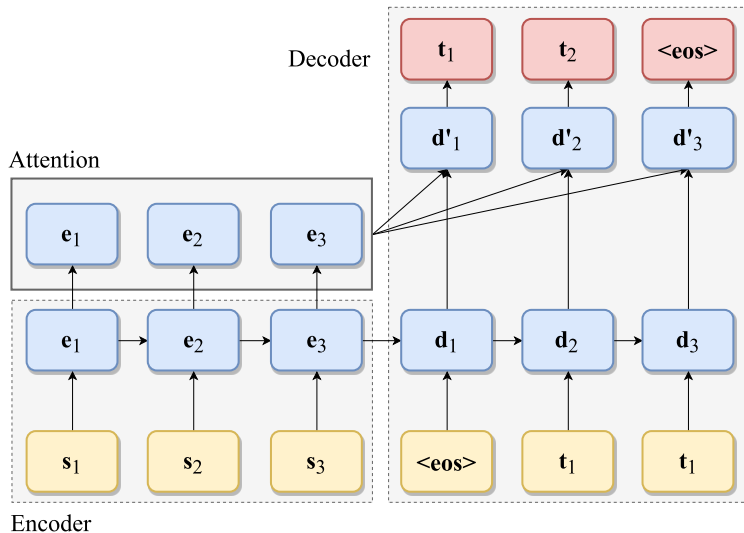 t1 t2 <eos>
Decoder
d'1 d'2 d'3
Attention
e1 e2 e3
e1 e2 e3 d1 d2 d3
s1 s2 s3 <eos> t1 t1
Encoder